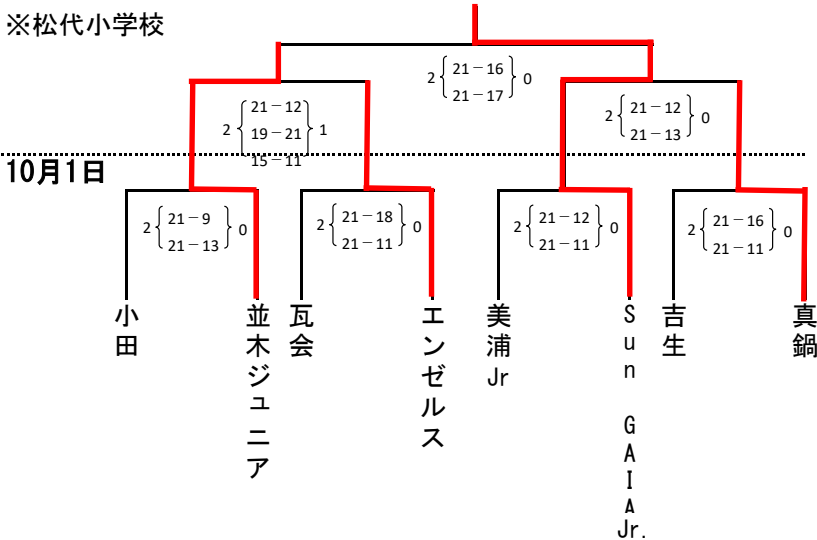 ※松代小学校
2 21－16 0
21－17
2 21－12 1
19－21
15－11
2 21－12 0
21－13
10月1日
2 21－9 0
21－13
2 21－18 0
21－11
2 21－12 0
21－11
2 21－16 0
21－11
小田
並木ジュニア
瓦会
エンゼルス
美浦Jr
Sun GAIA Jr.
吉生
真鍋